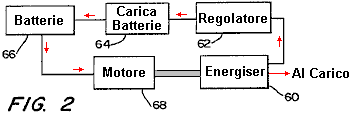 Batterie
Carica
Batterie
Regolatore
66
64
62
Motore
Energiser
Al Carico
68
60
FIG. 2